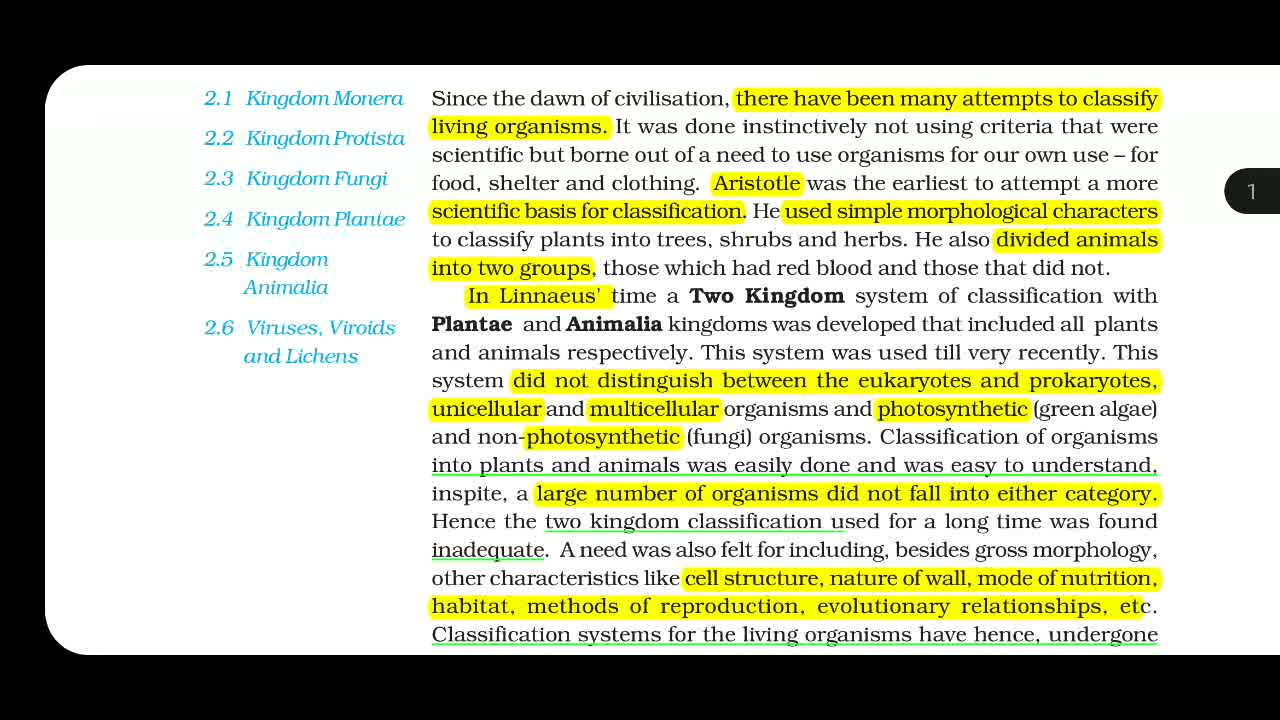 2.1 Kingdom Monera
2.2 Kingdom Protista
2.3 Kingdom Fungi
2.4 Kingdom Plantae
2.5 Kingdom
Animalia
2.6 Viruses, Viroids
and Lichens
Since the dawn of civilisation, there have been many attempts to classify
living organisms. It was done instinctively not using criteria that were
scientific but borne out of a need to use organisms for our own use – for
food, shelter and clothing. Aristotle was the earliest to attempt a more
scientific basis for classification. He used simple morphological characters
to classify plants into trees, shrubs and herbs. He also divided animals
into two groups, those which had red blood and those that did not.
In Linnaeus' time a Two Kingdom system of classification with
Plantae and Animalia kingdoms was developed that included all plants
and animals respectively. This system was used till very recently. This
system did not distinguish between the eukaryotes and prokaryotes,
unicellular and multicellular organisms and photosynthetic (green algae)
and non-photosynthetic (fungi) organisms. Classification of organisms
into plants and animals was easily done and was easy to understand,
inspite, a large number of organisms did not fall into either category.
Hence the two kingdom classification used for a long time was found
inadequate. A need was also felt for including, besides gross morphology,
other characteristics like cell structure, nature of wall, mode of nutrition,
habitat, methods of reproduction, evolutionary relationships, etc.
Classification systems for the living organisms have hence, undergone
1